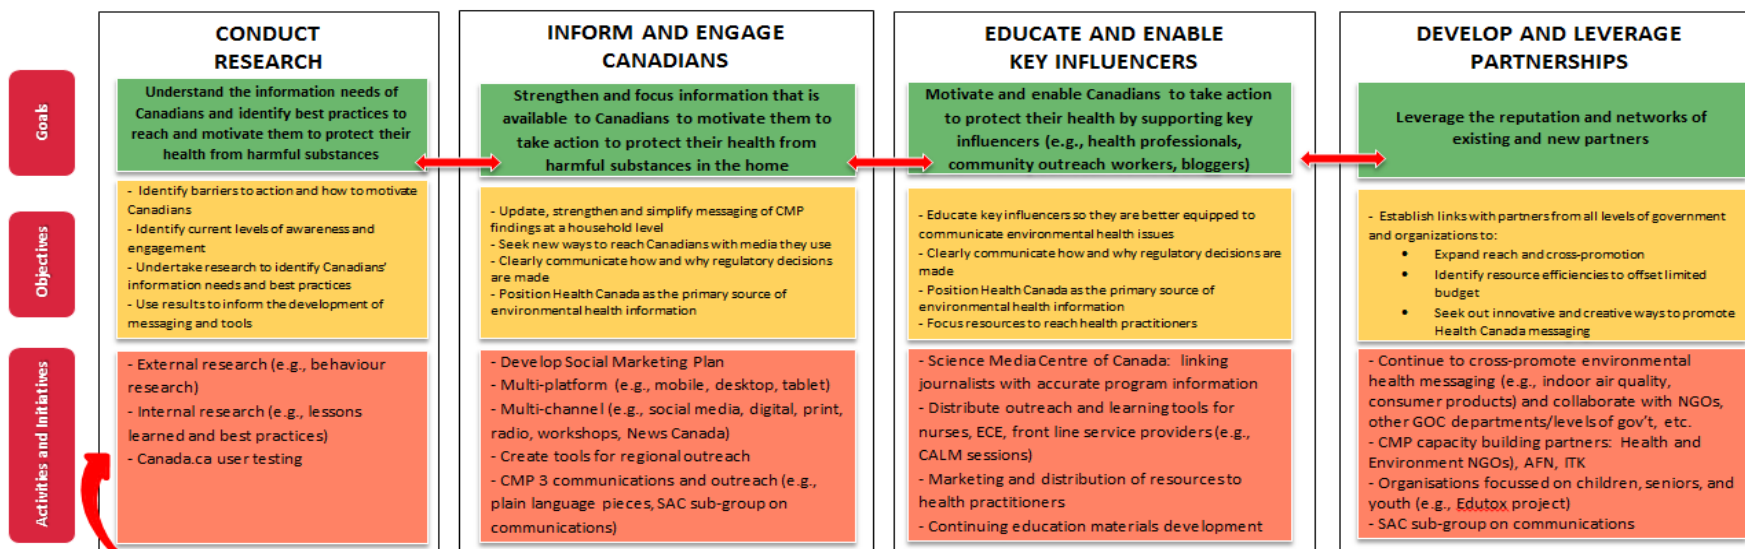 CONDUCT
RESEARCH
INFORM AND ENGAGE
CANADIANS
EDUCATE AND ENABLE
KEY INFLUENCERS
DEVELOP AND LEVERAGE
PARTNERSHIPS
Goals
Understand the information needs of
Canadians and identify best practices to
reach and motivate them to protect their
health from harmful substances
Strengthen and focus information that is
available to Canadians to motivate them to
take action to protect their health from
harmful substances in the home
Motivate and enable Canadians to take action
to protect their health by supporting key
influencers (e.g., health professionals,
community outreach workers, bloggers)
Leverage the reputation and networks of
existing and new partners
Objectives
- Identify barriers to action and how to motivate
Canadians
- Identify current levels of awareness and
engagement
- Undertake research to identify Canadians'
information needs and best practices
- Use results to inform the development of
messaging and tools
- Update, strengthen and simplify messaging of CMP
findings at a household level
- Seek new ways to reach Canadians with media they use
- Clearly communicate how and why regulatory decisions
are made
- Position Health Canada as the primary source of
environmental health information
- Educate key influencers so they are better equipped to
communicate environmental health issues
- Clearly communicate how and why regulatory decisions are
made
- Position Health Canada as the primary source of
environmental health information
- Focus resources to reach health practitioners
- Establish links with partners from all levels of government
and organizations to:
• Expand reach and cross-promotion
• Identify resource efficiencies to offset limited
budget
• Seek out innovative and creative ways to promote
Health Canada messaging
Activities and Initiatives
- External research (e.g., behaviour
research)
- Internal research (e.g., lessons
learned and best practices)
- Canada.ca user testing
- Develop Social Marketing Plan
- Multi-platform (e.g., mobile, desktop, tablet)
- Multi-channel (e.g., social media, digital, print,
radio, workshops, News Canada)
- Create tools for regional outreach
- CMP 3 communications and outreach (e.g.,
plain language pieces, SAC sub-group on
communications)
- Science Media Centre of Canada: linking
journalists with accurate program information
- Distribute outreach and learning tools for
nurses, ECE, front line service providers (e.g.,
CALM sessions)
- Marketing and distribution of resources to
health practitioners
- Continuing education materials development
- Continue to cross-promote environmental
health messaging (e.g., indoor air quality,
consumer products) and collaborate with NGOs,
other GOC departments/levels of gov't, etc.
- CMP capacity building partners: Health and
Environment NGOs), AFN, ITK
- Organisations focussed on children, seniors, and
youth (e.g., Edutox project)
- SAC sub-group on communications